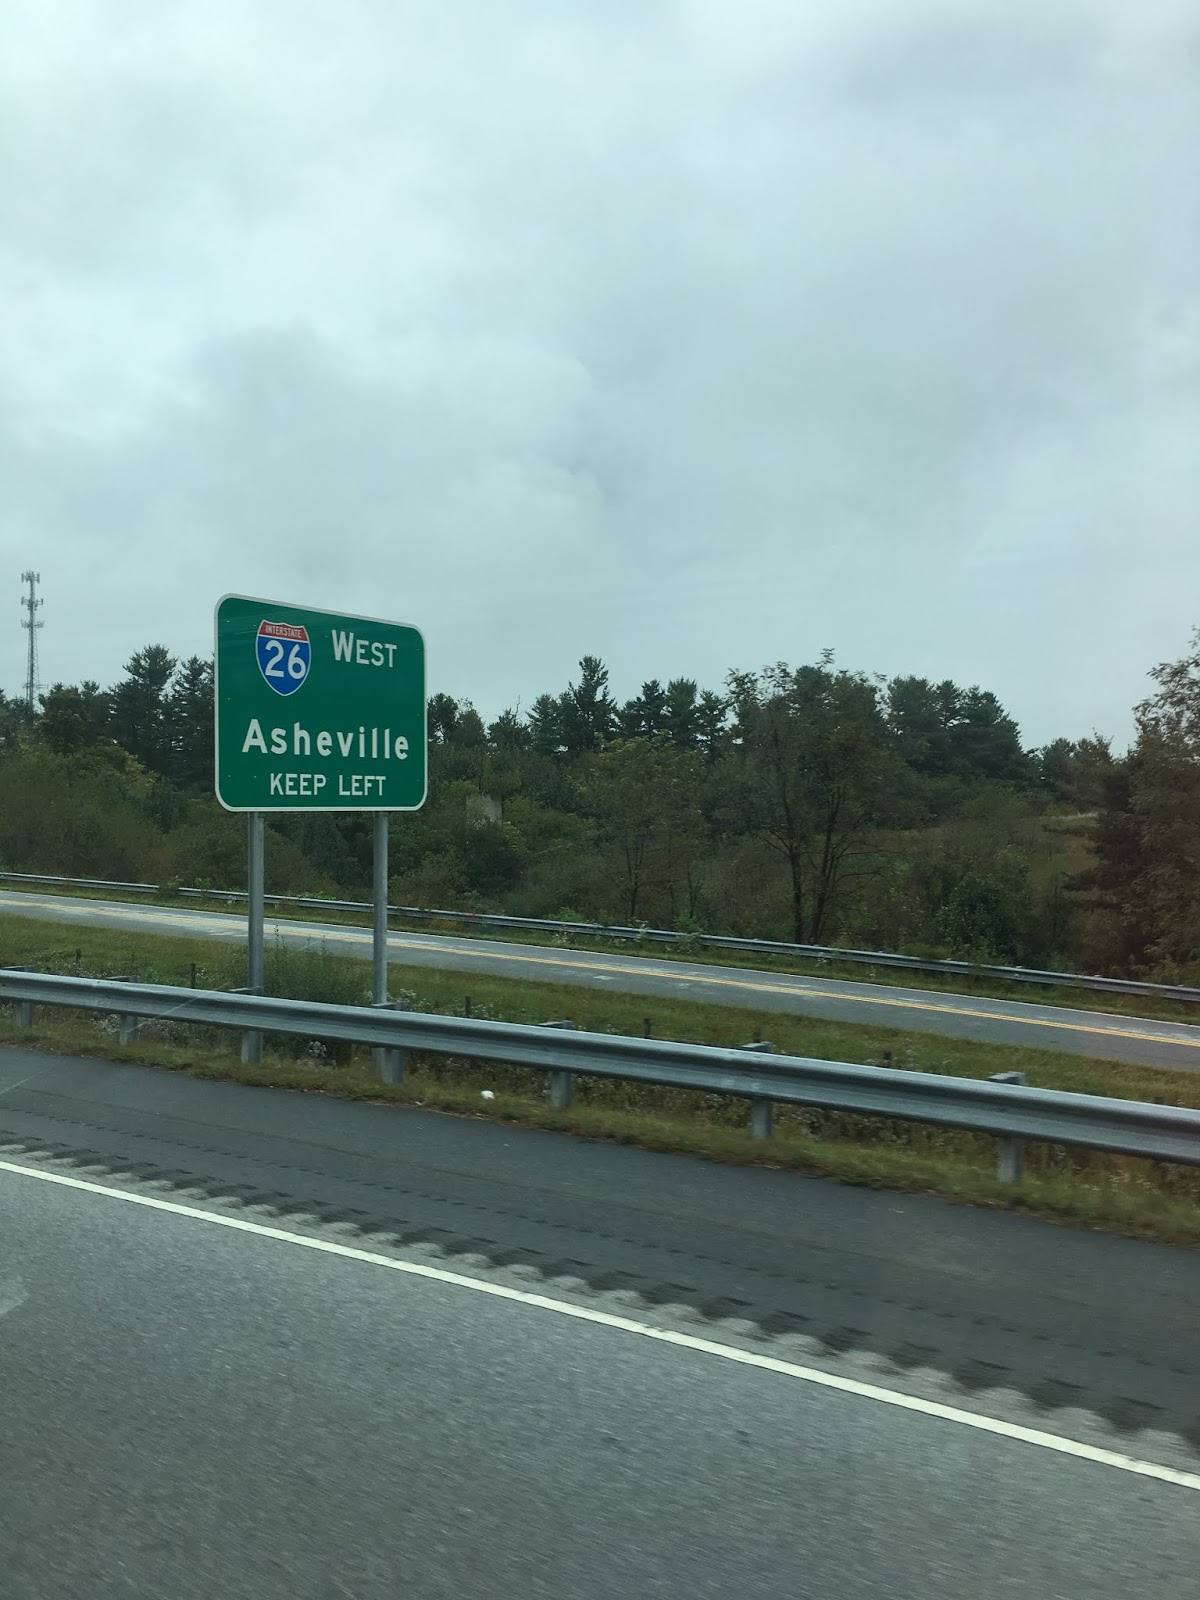 INTERSTATE
26 WEST
Asheville
KEEP LEFT